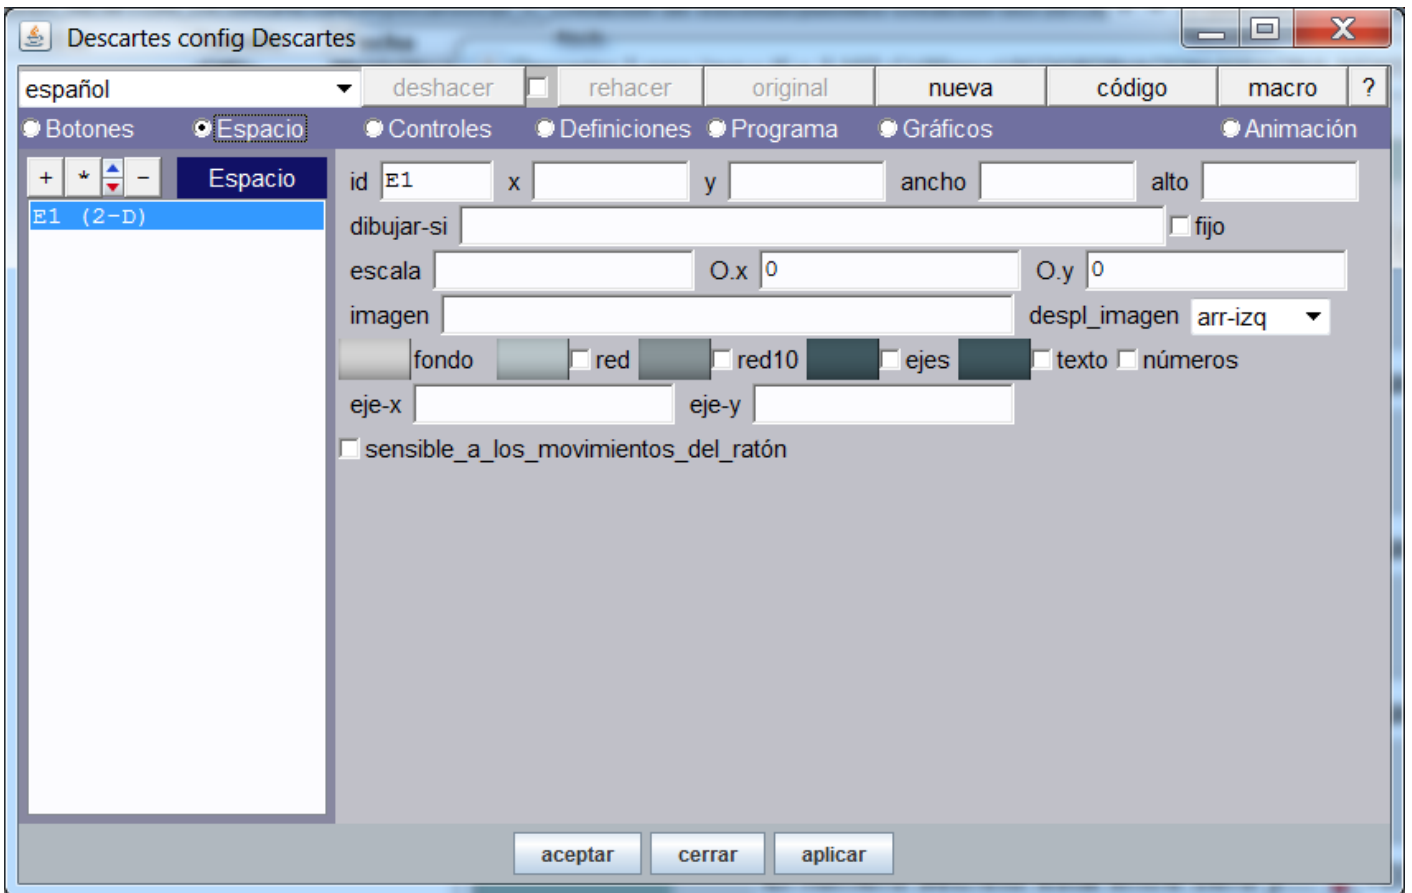 Descartes config Descartes
español deshacer rehacer original nueva código macro ?
Botones Espacio Controles Definiciones Programa Gráficos Animación
+ * - Espacio id E1 x y ancho alto
E1 (2-D)
dibujar-si fijo
escala O.x 0 O.y 0
imagen despl_imagen arr-izq
fondo red red10 ejes texto números
eje-x eje-y
sensible_a_los_movimientos_del_ratón
aceptar cerrar aplicar